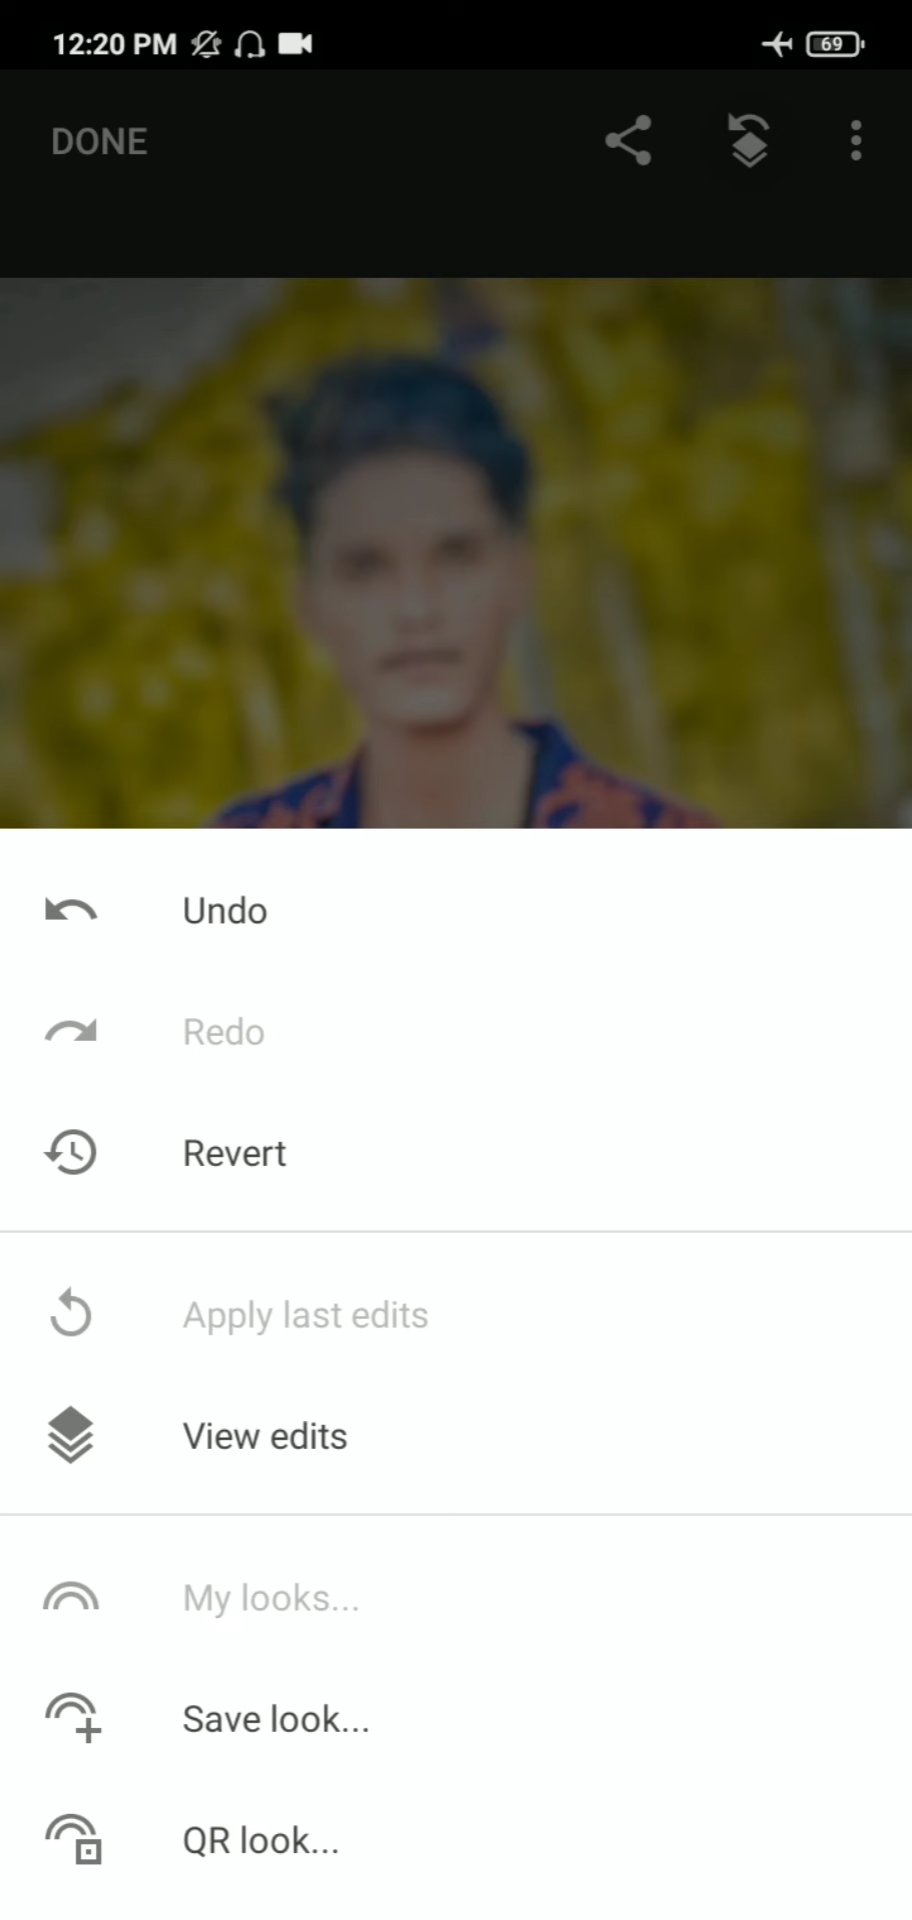 12:20 PM 69
DONE
Undo
Redo
Revert
Apply last edits
View edits
My looks...
Save look...
QR look...